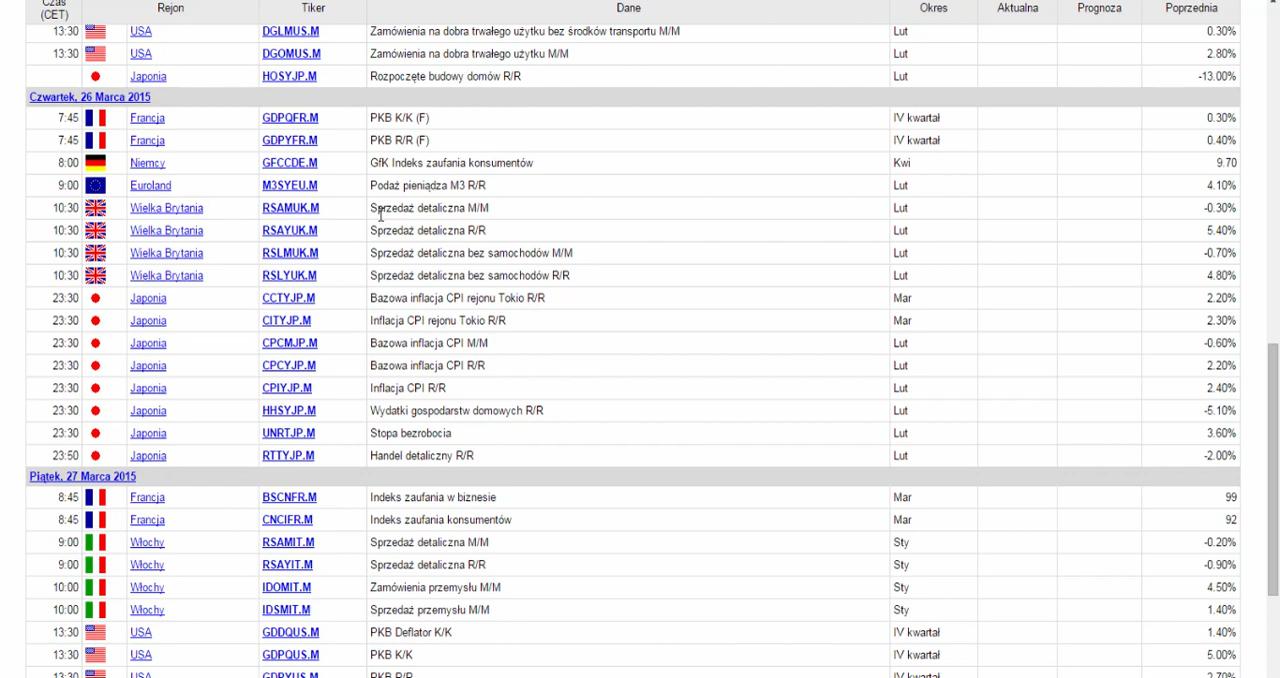 Czas (CET) Rejon Tiker Dane Okres Aktualna Prognoza Poprzednia
13:30 USA DGLMUS.M Zamówienia na dobra trwałego użytku bez środków transportu M/M Lut 0.30%
13:30 USA DGOMUS.M Zamówienia na dobra trwałego użytku M/M Lut 2.80%
Japonia HOSYJP.M Rozpoczęte budowy domów R/R Lut -13.00%
Czwartek, 26 Marca 2015
7:45 Francja GDPQFR.M PKB K/K (F) IV kwartał 0.30%
7:45 Francja GDPYFR.M PKB R/R (F) IV kwartał 0.40%
8:00 Niemcy GFCCDE.M GfK Indeks zaufania konsumentów Kwi 9.70
9:00 Euroland M3SYEU.M Podaż pieniądza M3 R/R Lut 4.10%
10:30 Wielka Brytania RSAMUK.M Sprzedaż detaliczna M/M Lut -0.30%
10:30 Wielka Brytania RSAYUK.M Sprzedaż detaliczna R/R Lut 5.40%
10:30 Wielka Brytania RSLMUK.M Sprzedaż detaliczna bez samochodów M/M Lut -0.70%
10:30 Wielka Brytania RSLYUK.M Sprzedaż detaliczna bez samochodów R/R Lut 4.80%
23:30 Japonia CCTYJP.M Bazowa inflacja CPI rejonu Tokio R/R Mar 2.20%
23:30 Japonia CITYJP.M Inflacja CPI rejonu Tokio R/R Mar 2.30%
23:30 Japonia CPCMJP.M Bazowa inflacja CPI M/M Lut -0.60%
23:30 Japonia CPCYJP.M Bazowa inflacja CPI R/R Lut 2.20%
23:30 Japonia CPIYJP.M Inflacja CPI R/R Lut 2.40%
23:30 Japonia HHSYJP.M Wydatki gospodarstw domowych R/R Lut -5.10%
23:30 Japonia UNRTJP.M Stopa bezrobocia Lut 3.60%
23:50 Japonia RTTYJP.M Handel detaliczny R/R Lut -2.00%
Piątek, 27 Marca 2015
8:45 Francja BSCNFR.M Indeks zaufania w biznesie Mar 99
8:45 Francja CNCIFR.M Indeks zaufania konsumentów Mar 92
9:00 Włochy RSAMIT.M Sprzedaż detaliczna M/M Sty -0.20%
9:00 Włochy RSAYIT.M Sprzedaż detaliczna R/R Sty -0.90%
10:00 Włochy IDOMIT.M Zamówienia przemysłu M/M Sty 4.50%
10:00 Włochy IDSMIT.M Sprzedaż przemysłu M/M Sty 1.40%
13:30 USA GDDQUS.M PKB Deflator K/K IV kwartał 1.40%
13:30 USA GDPQUS.M PKB K/K IV kwartał 5.00%
13:30 USA GDPYUS.M PKB R/R IV kwartał 2.70%